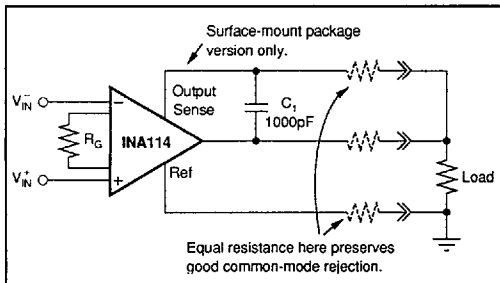 Surface-mount package
version only.
Output
Sense
C₁
1000pF
V⁻IN
−
RG
INA114
V⁺IN
+
Ref
Load
Equal resistance here preserves
good common-mode rejection.